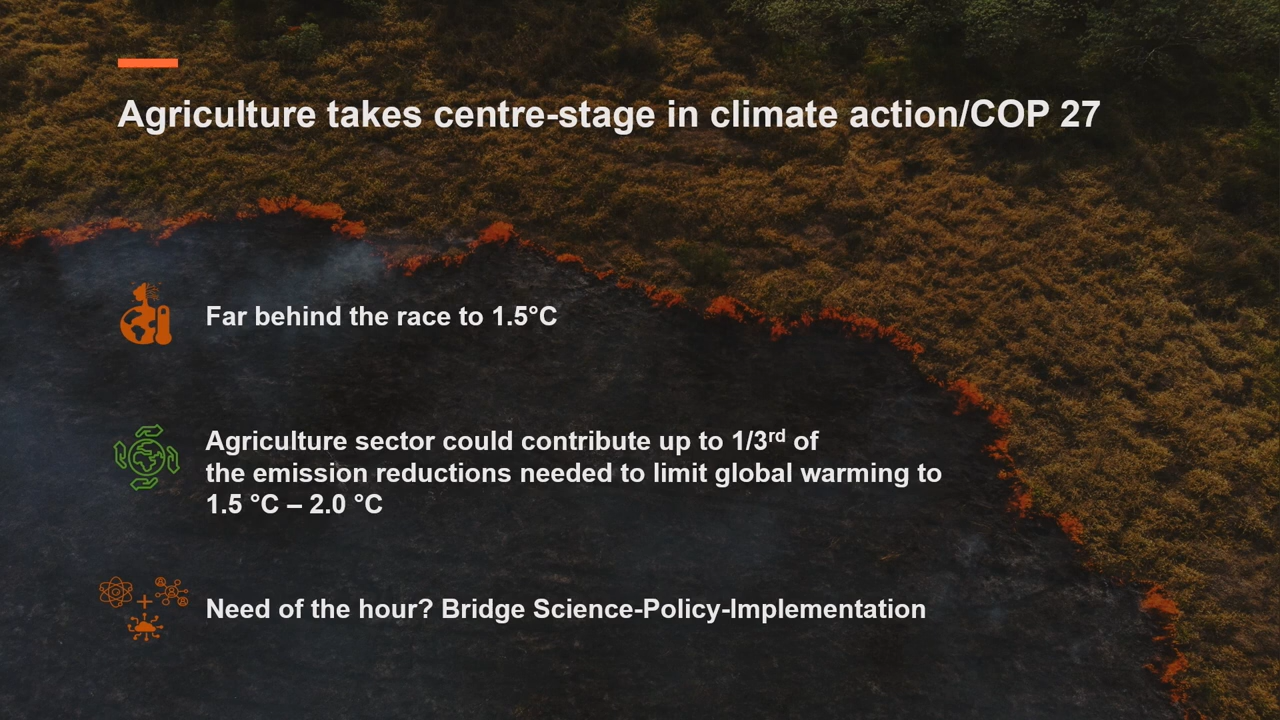 Agriculture takes centre-stage in climate action/COP 27
Far behind the race to 1.5°C
Agriculture sector could contribute up to 1/3rd of
the emission reductions needed to limit global warming to
1.5 °C – 2.0 °C
Need of the hour? Bridge Science-Policy-Implementation